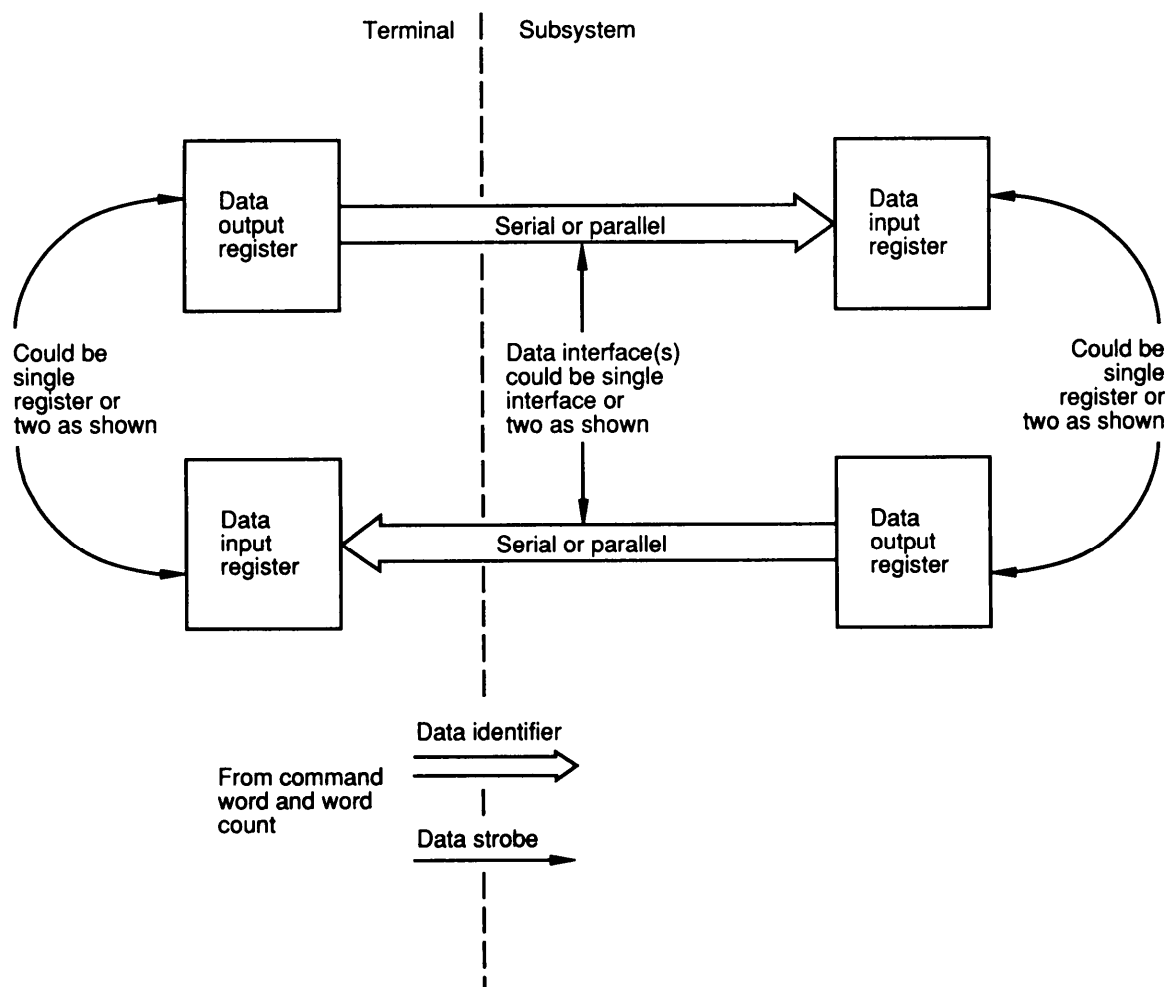 Terminal
Subsystem
Data
output
register
Serial or parallel
Data
input
register
Could be
single
register or
two as shown
Data interface(s)
could be single
interface or
two as shown
Could be
single
register or
two as shown
Data
input
register
Serial or parallel
Data
output
register
Data identifier
From command
word and word
count
Data strobe